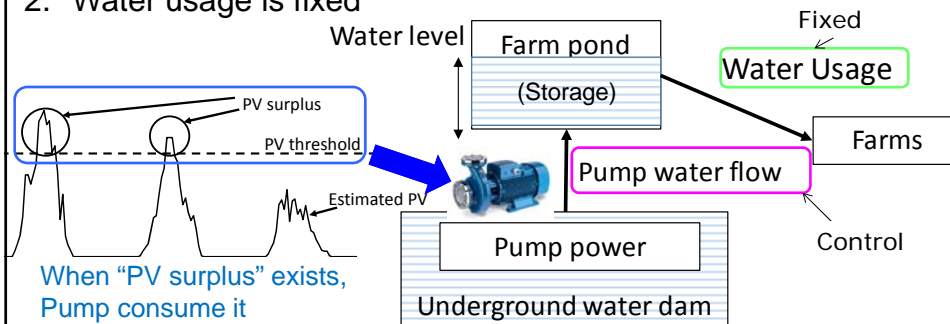 2. Water usage is fixed
Fixed
Water level
Farm pond
Water Usage
(Storage)
PV surplus
PV threshold
Farms
Pump water flow
Estimated PV
Control
Pump power
When “PV surplus” exists,
Pump consume it
Underground water dam